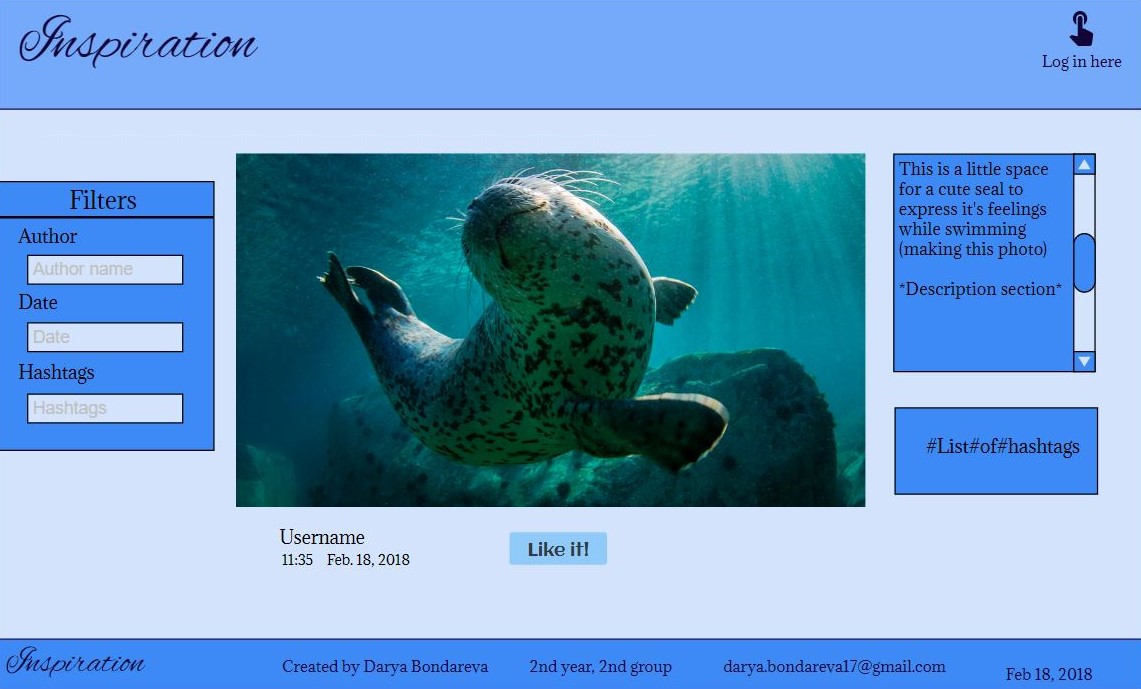 Inspiration
Log in here
Filters
Author
Author name
Date
Date
Hashtags
Hashtags
This is a little space
for a cute seal to
express it's feelings
while swimming
(making this photo)
*Description section*
#List#of#hashtags
Username
11:35 Feb. 18, 2018
Like it!
Inspiration
Created by Darya Bondareva
2nd year, 2nd group
darya.bondareva17@gmail.com
Feb 18, 2018